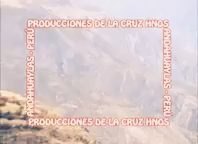 PRODUCCIONES DE LA CRUZ HNOS
ANDAHUAYLAS - PERU
ANDAHUAYLAS - PERU
PRODUCCIONES DE LA CRUZ HNOS